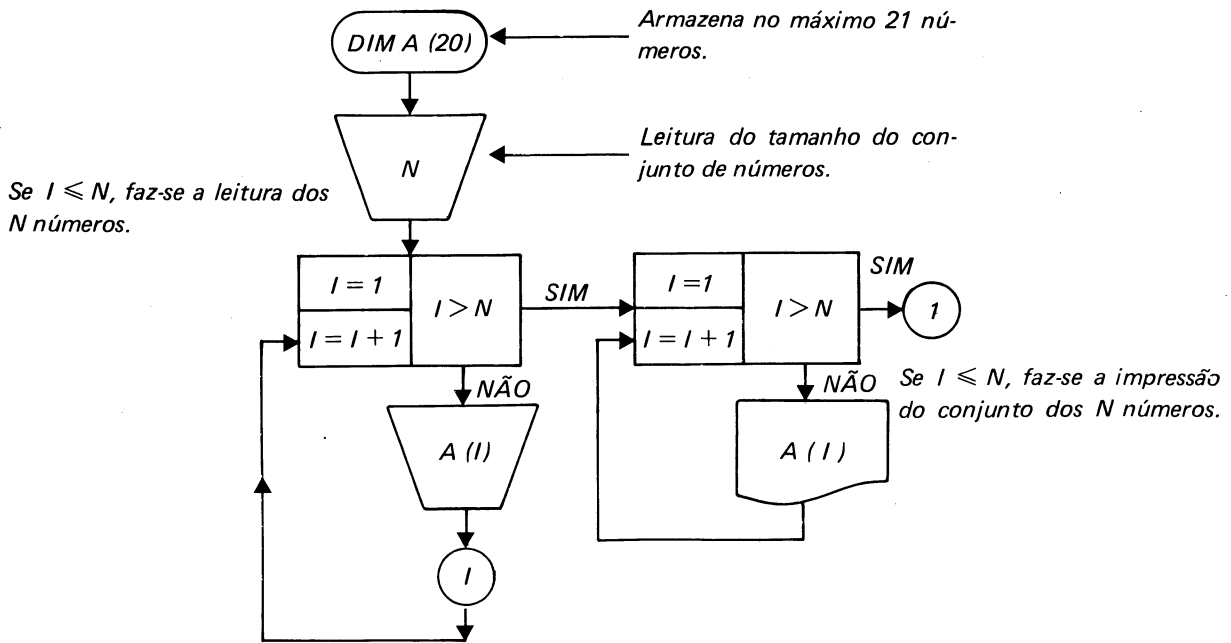 DIM A (20)
Armazena no máximo 21 nú-
meros.
N
Leitura do tamanho do con-
junto de números.
Se I ⩽ N, faz-se a leitura dos
N números.
I = 1
I = I + 1
I > N
SIM
NÃO
A (I)
I
I =1
I = I + 1
I > N
SIM
1
NÃO
Se I ⩽ N, faz-se a impressão
do conjunto dos N números.
A ( I )